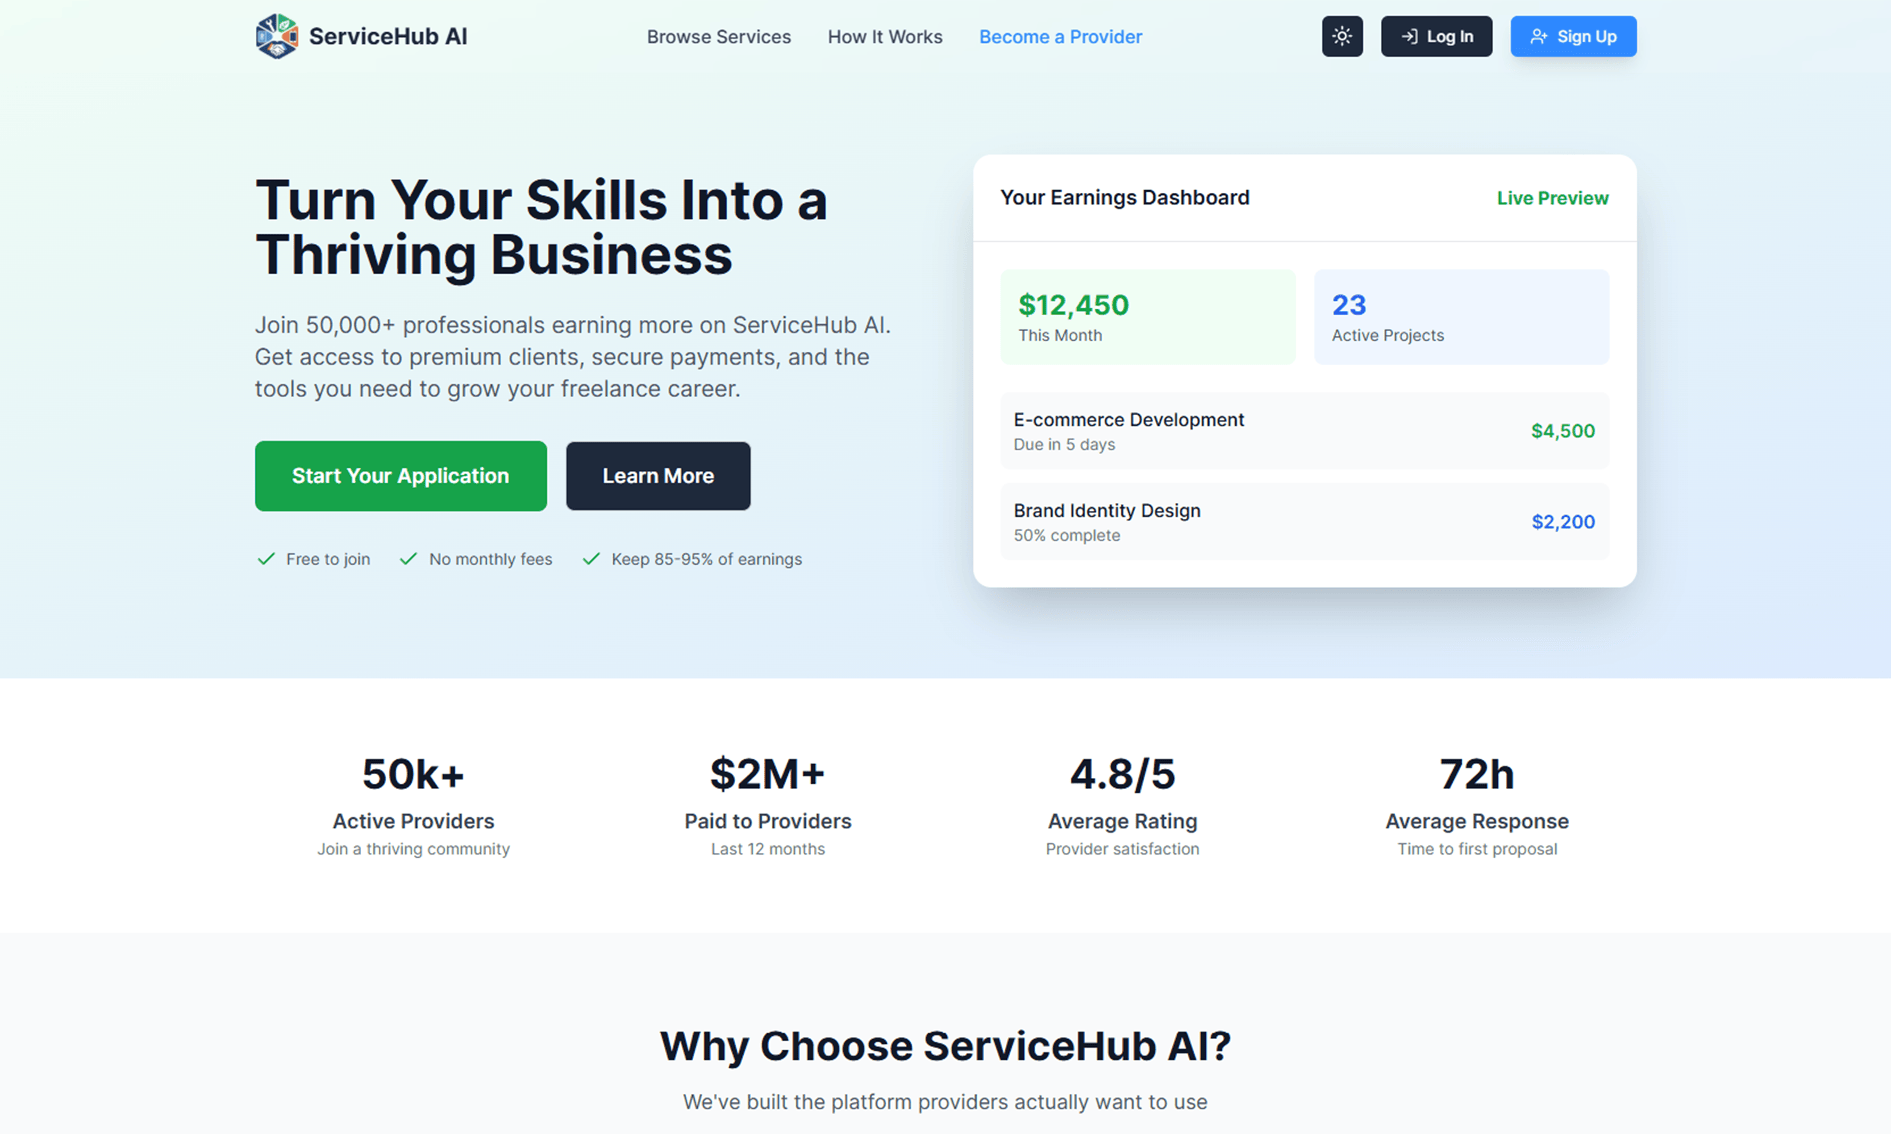 ServiceHub AI
Browse Services
How It Works
Become a Provider
Log In
Sign Up
Turn Your Skills Into a
Thriving Business
Join 50,000+ professionals earning more on ServiceHub AI.
Get access to premium clients, secure payments, and the
tools you need to grow your freelance career.
Start Your Application
Learn More
Free to join
No monthly fees
Keep 85-95% of earnings
Your Earnings Dashboard
Live Preview
$12,450
This Month
23
Active Projects
E-commerce Development
Due in 5 days
$4,500
Brand Identity Design
50% complete
$2,200
50k+
Active Providers
Join a thriving community
$2M+
Paid to Providers
Last 12 months
4.8/5
Average Rating
Provider satisfaction
72h
Average Response
Time to first proposal
Why Choose ServiceHub AI?
We've built the platform providers actually want to use